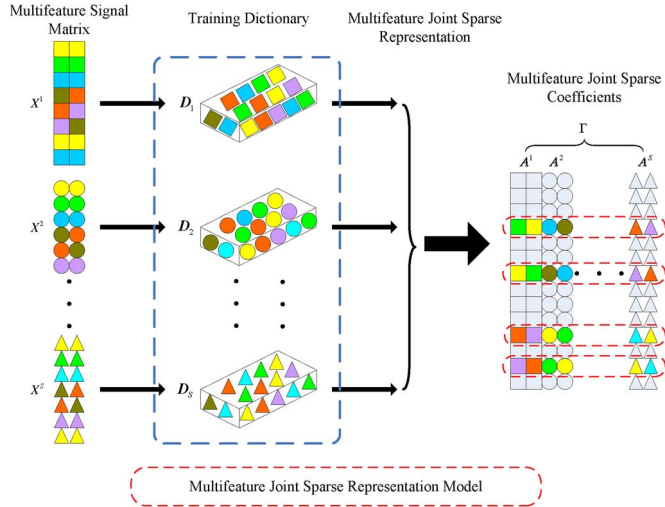 Multifeature Signal
Matrix
Training Dictionary
Multifeature Joint Sparse
Representation
Multifeature Joint Sparse
Coefficients
Γ
A¹ A² Aˢ
X¹
D₁
X²
D₂
Xˢ
Dₛ
Multifeature Joint Sparse Representation Model